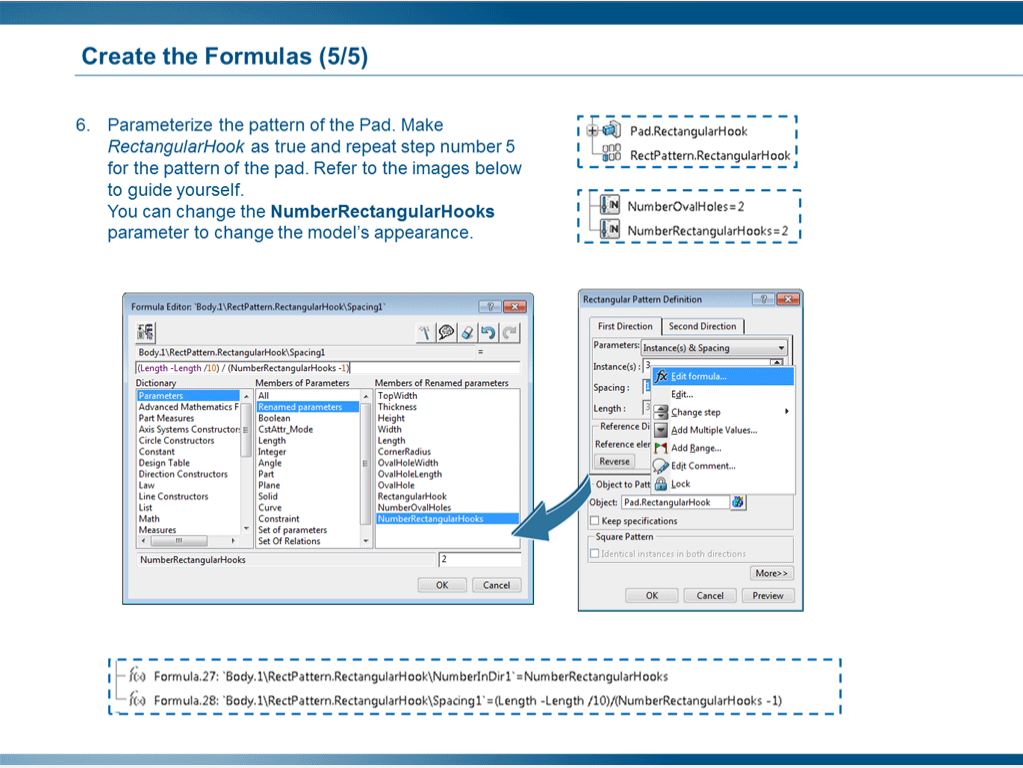 Create the Formulas (5/5)
6. Parameterize the pattern of the Pad. Make
RectangularHook as true and repeat step number 5
for the pattern of the pad. Refer to the images below
to guide yourself.
You can change the NumberRectangularHooks
parameter to change the model's appearance.
Pad.RectangularHook
RectPattern.RectangularHook
NumberOvalHoles=2
NumberRectangularHooks=2
Formula Editor: `Body.1\RectPattern.RectangularHook\Spacing1`
Body.1\RectPattern.RectangularHook\Spacing1 =
(Length -Length /10) / (NumberRectangularHooks -1)
Dictionary
Parameters
Advanced Mathematics F
Part Measures
Axis Systems Constructors
Circle Constructors
Constant
Design Table
Direction Constructors
Law
Line Constructors
List
Math
Measures
Members of Parameters
All
Renamed parameters
Boolean
CstAttr_Mode
Length
Integer
Angle
Part
Plane
Solid
Curve
Constraint
Set of parameters
Set Of Relations
Members of Renamed parameters
TopWidth
Thickness
Height
Width
Length
CornerRadius
OvalHoleWidth
OvalHoleLength
OvalHole
RectangularHook
NumberOvalHoles
NumberRectangularHooks
NumberRectangularHooks 2
OK Cancel
Rectangular Pattern Definition
First Direction Second Direction
Parameters: Instance(s) & Spacing
Instance(s) : 3
Spacing :
Length : 3
Reference Di
Reference elem
Reverse
Edit formula...
Edit...
Change step
Add Multiple Values...
Add Range...
Edit Comment...
Lock
Object to Patt
Object: Pad.RectangularHook
Keep specifications
Square Pattern
Identical instances in both directions
More>>
OK Cancel Preview
f(x) Formula.27: `Body.1\RectPattern.RectangularHook\NumberInDir1`=NumberRectangularHooks
f(x) Formula.28: `Body.1\RectPattern.RectangularHook\Spacing1`=(Length -Length /10)/(NumberRectangularHooks -1)